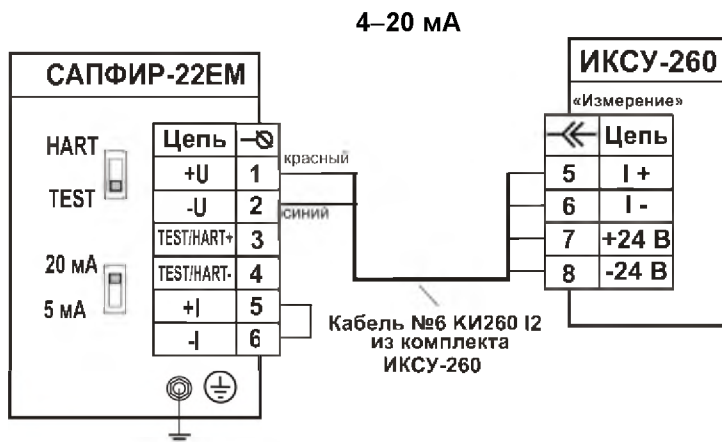 4–20 мА
САПФИР-22ЕМ
HART
TEST
20 мА
5 мА
Цепь
+U 1
-U 2
TEST/HART+ 3
TEST/HART- 4
+I 5
-I 6
красный
синий
Кабель №6 КИ260 I2
из комплекта
ИКСУ-260
ИКСУ-260
«Измерение»
Цепь
5 I +
6 I -
7 +24 В
8 -24 В